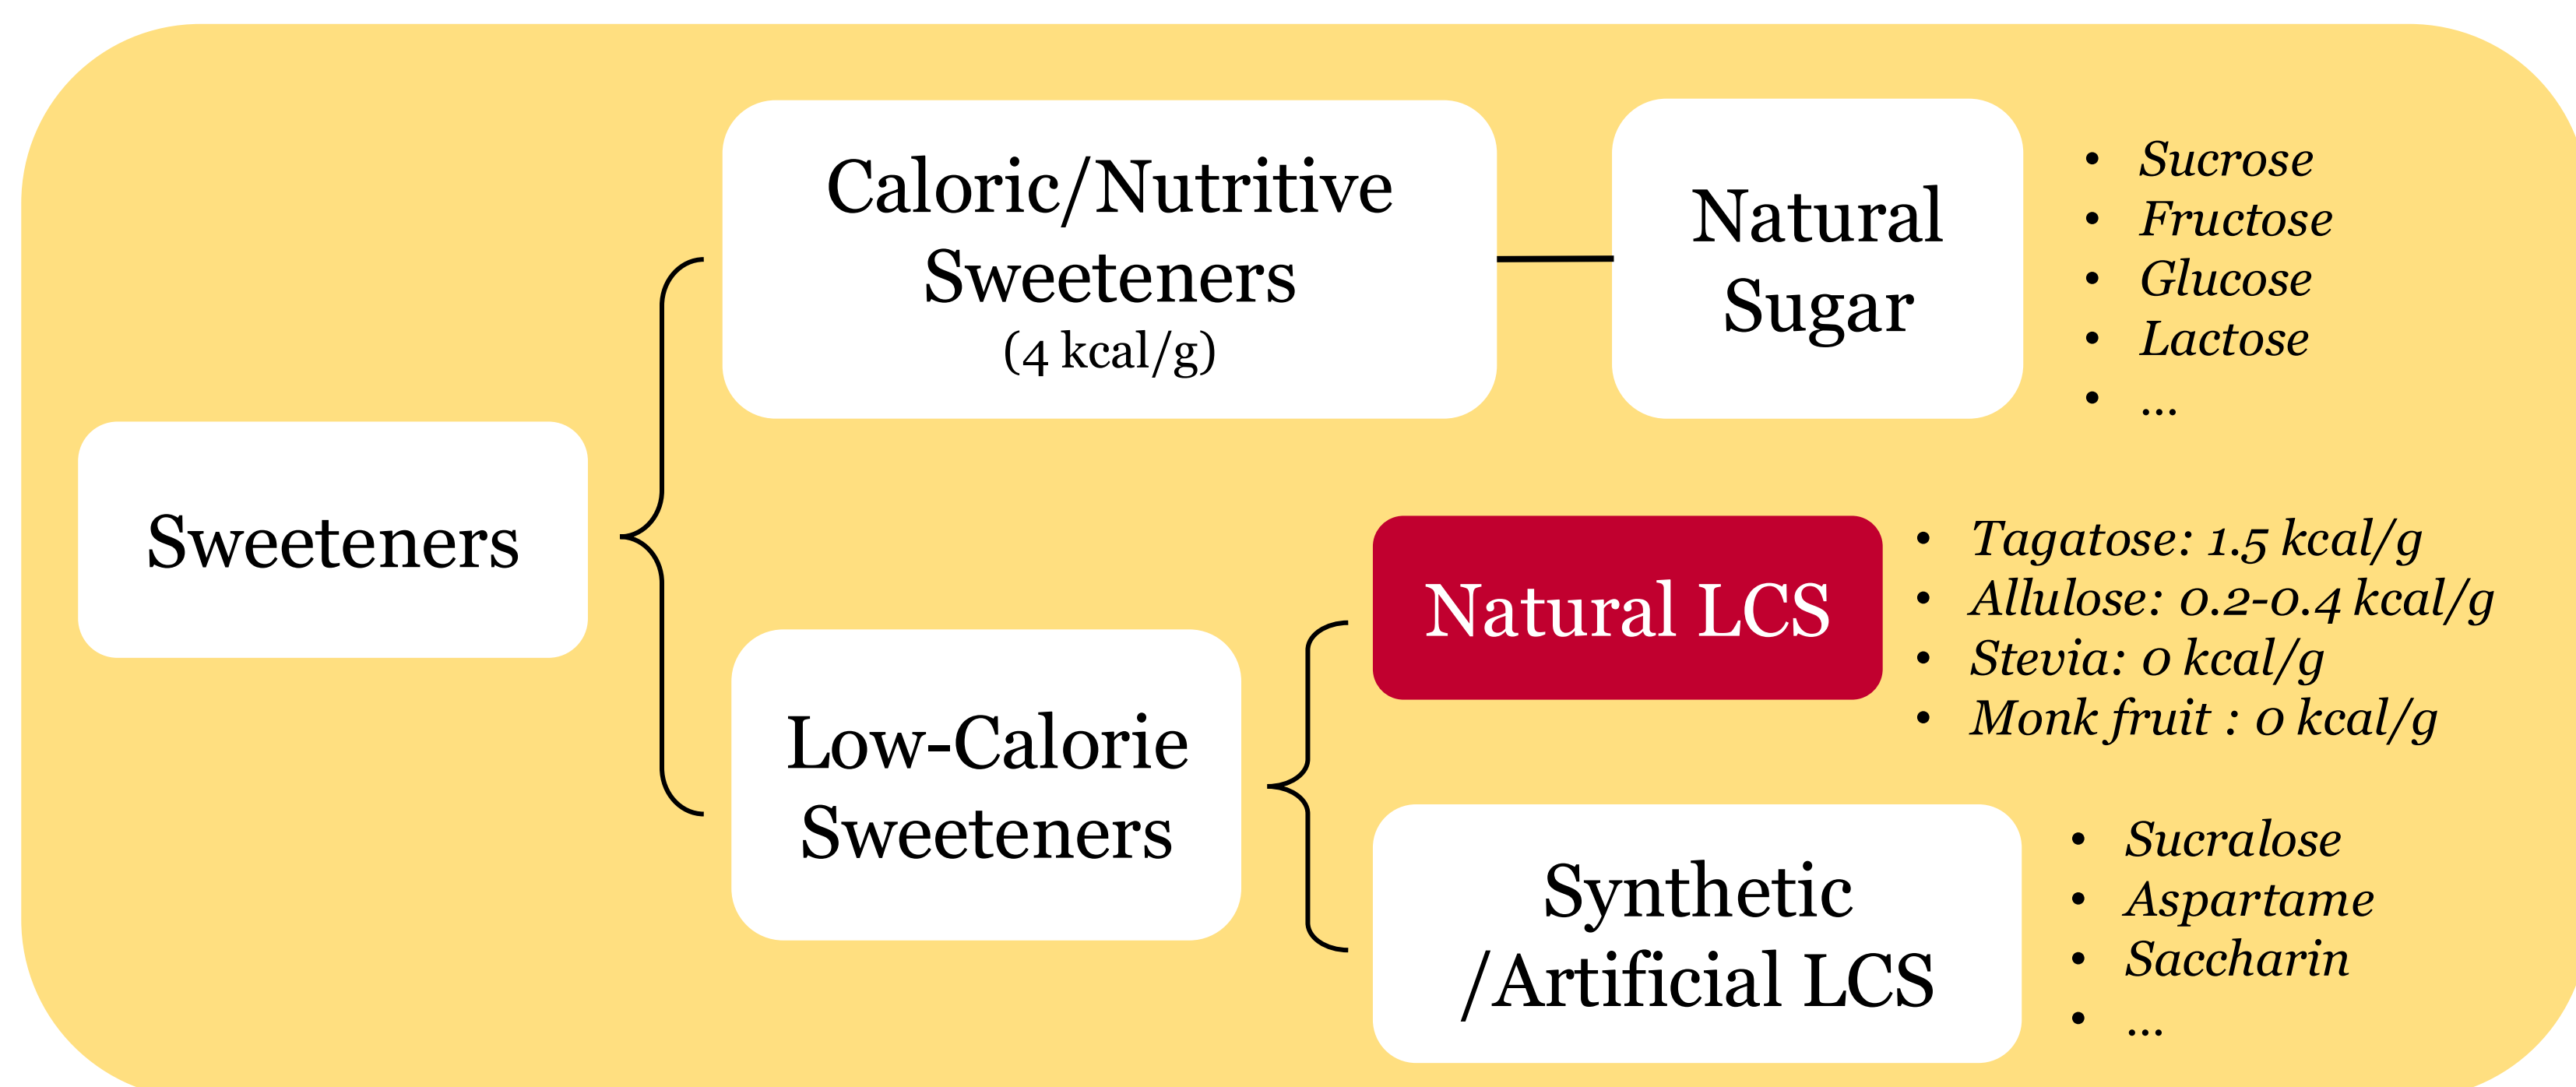 Sweeteners
Caloric/Nutritive
Sweeteners
(4 kcal/g)
Natural
Sugar
• Sucrose
• Fructose
• Glucose
• Lactose
• ...
Low-Calorie
Sweeteners
Natural LCS
• Tagatose: 1.5 kcal/g
• Allulose: 0.2-0.4 kcal/g
• Stevia: 0 kcal/g
• Monk fruit : 0 kcal/g
Synthetic
/Artificial LCS
• Sucralose
• Aspartame
• Saccharin
• ...